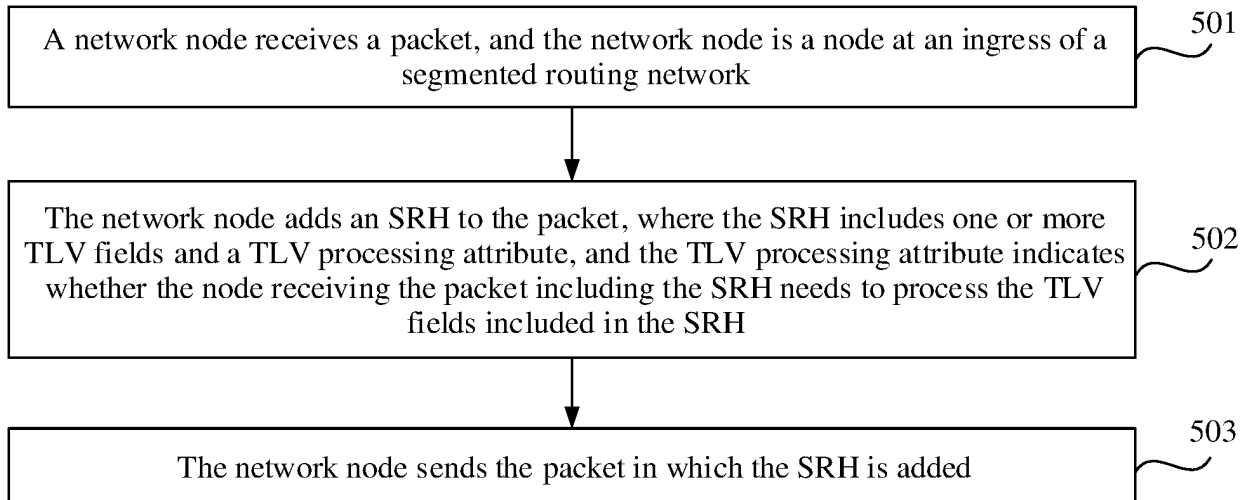 A network node receives a packet, and the network node is a node at an ingress of a
segmented routing network
501
The network node adds an SRH to the packet, where the SRH includes one or more
TLV fields and a TLV processing attribute, and the TLV processing attribute indicates
whether the node receiving the packet including the SRH needs to process the TLV
fields included in the SRH
502
The network node sends the packet in which the SRH is added
503